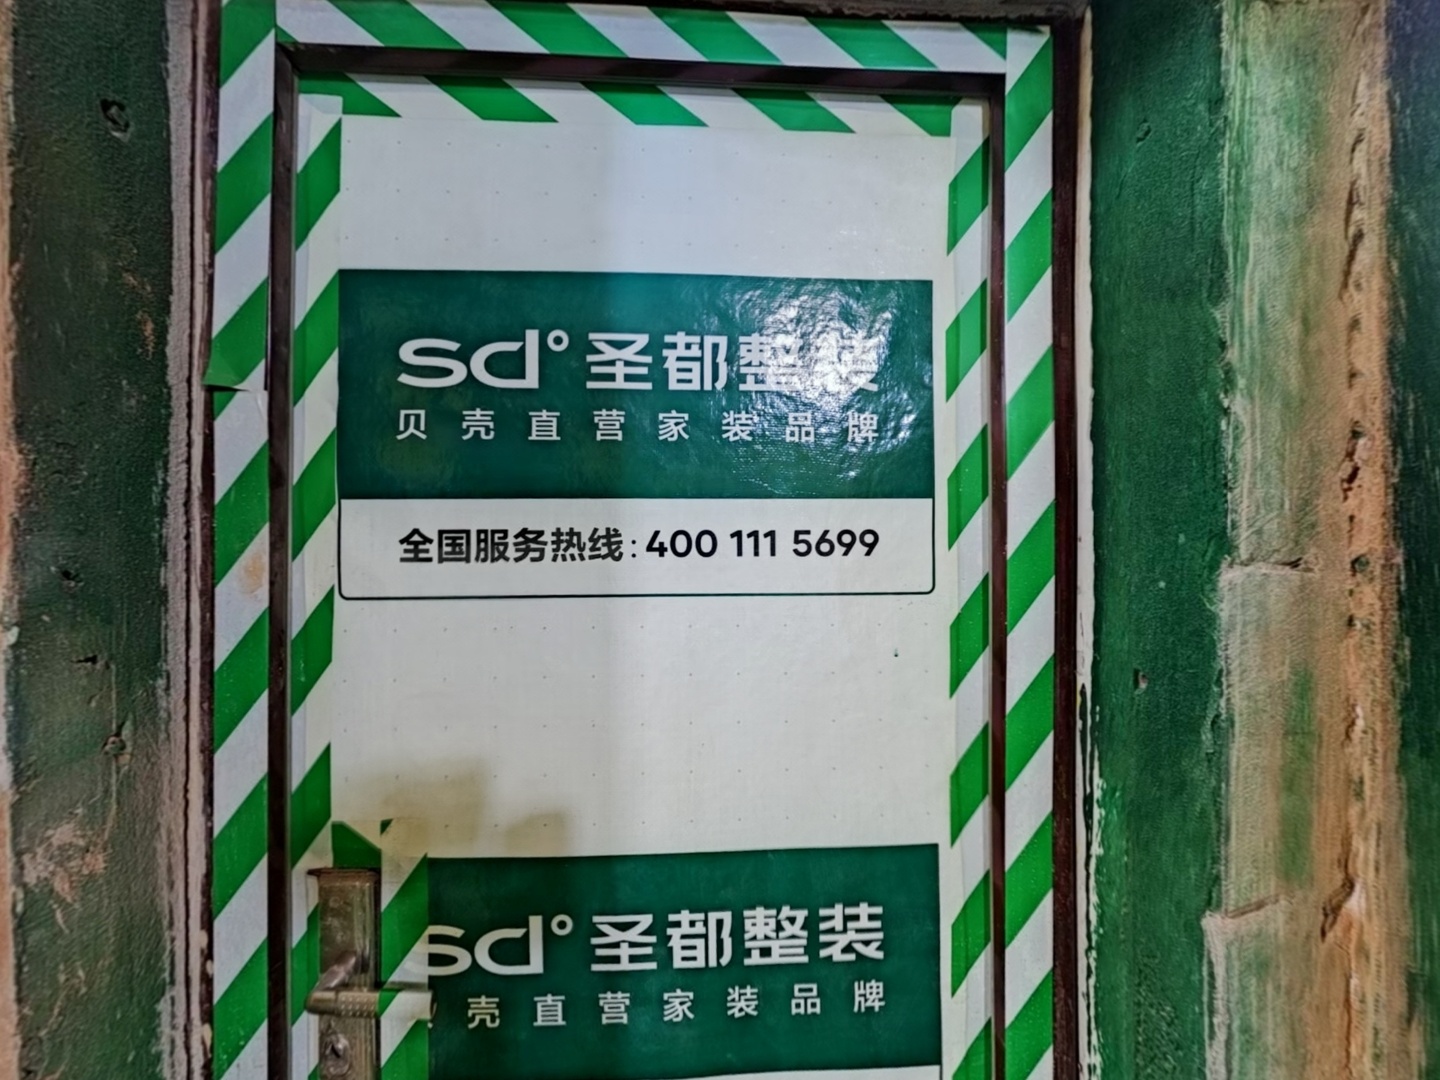 sd° 圣都整装
贝壳直营家装品牌
全国服务热线:400 111 5699
sd° 圣都整装
壳直营家装品牌